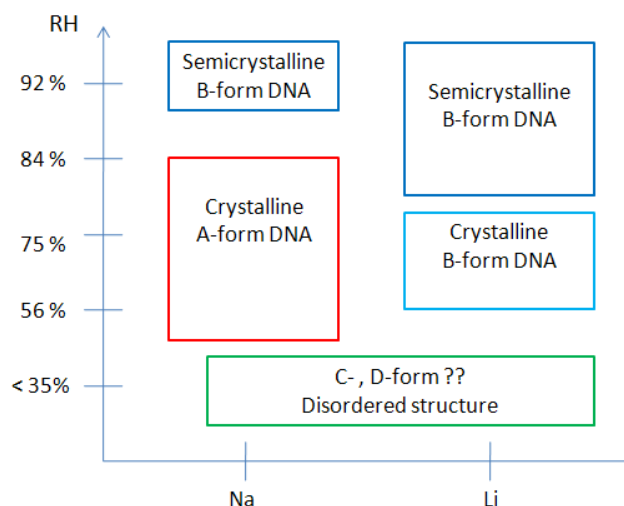 RH
92 %
84 %
75 %
56 %
< 35%
Semicrystalline
B-form DNA
Crystalline
A-form DNA
Semicrystalline
B-form DNA
Crystalline
B-form DNA
C- , D-form ??
Disordered structure
Na
Li